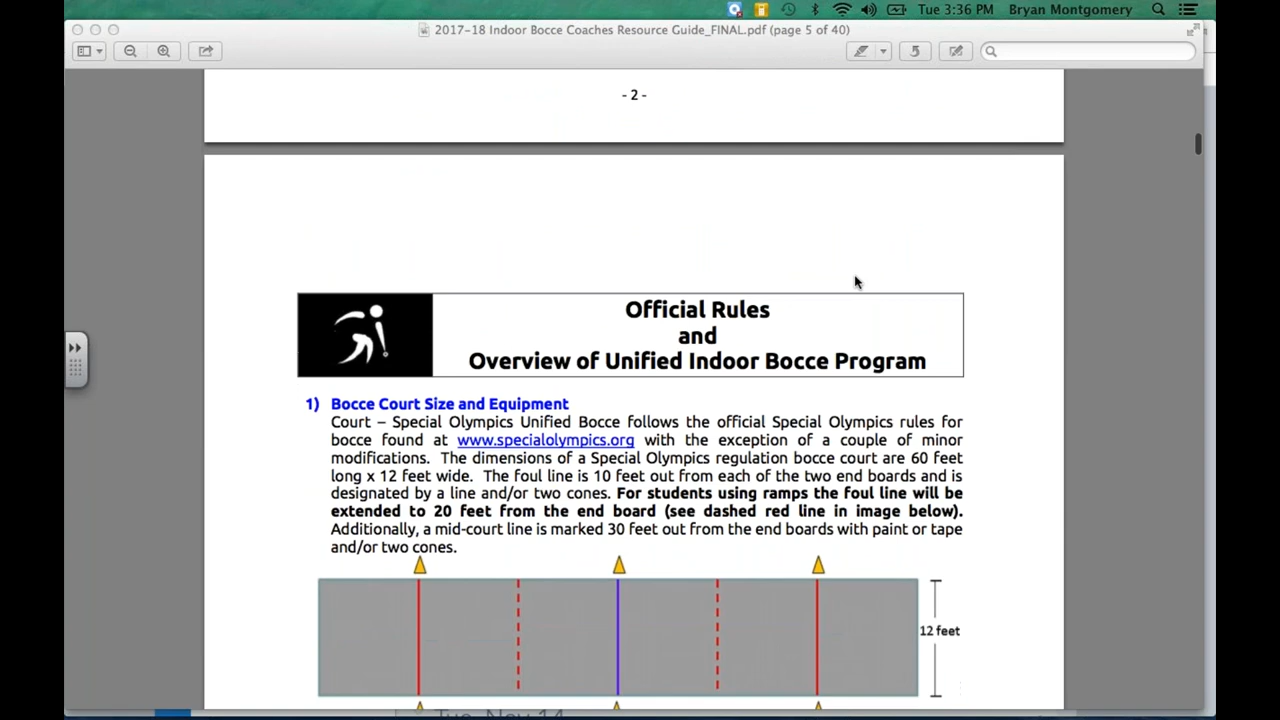 Tue 3:36 PM Bryan Montgomery
2017-18 Indoor Bocce Coaches Resource Guide_FINAL.pdf (page 5 of 40)
- 2 -
Official Rules
and
Overview of Unified Indoor Bocce Program
1) Bocce Court Size and Equipment
Court – Special Olympics Unified Bocce follows the official Special Olympics rules for
bocce found at www.specialolympics.org with the exception of a couple of minor
modifications. The dimensions of a Special Olympics regulation bocce court are 60 feet
long x 12 feet wide. The foul line is 10 feet out from each of the two end boards and is
designated by a line and/or two cones. For students using ramps the foul line will be
extended to 20 feet from the end board (see dashed red line in image below).
Additionally, a mid-court line is marked 30 feet out from the end boards with paint or tape
and/or two cones.
12 feet
Tue, Nov 14